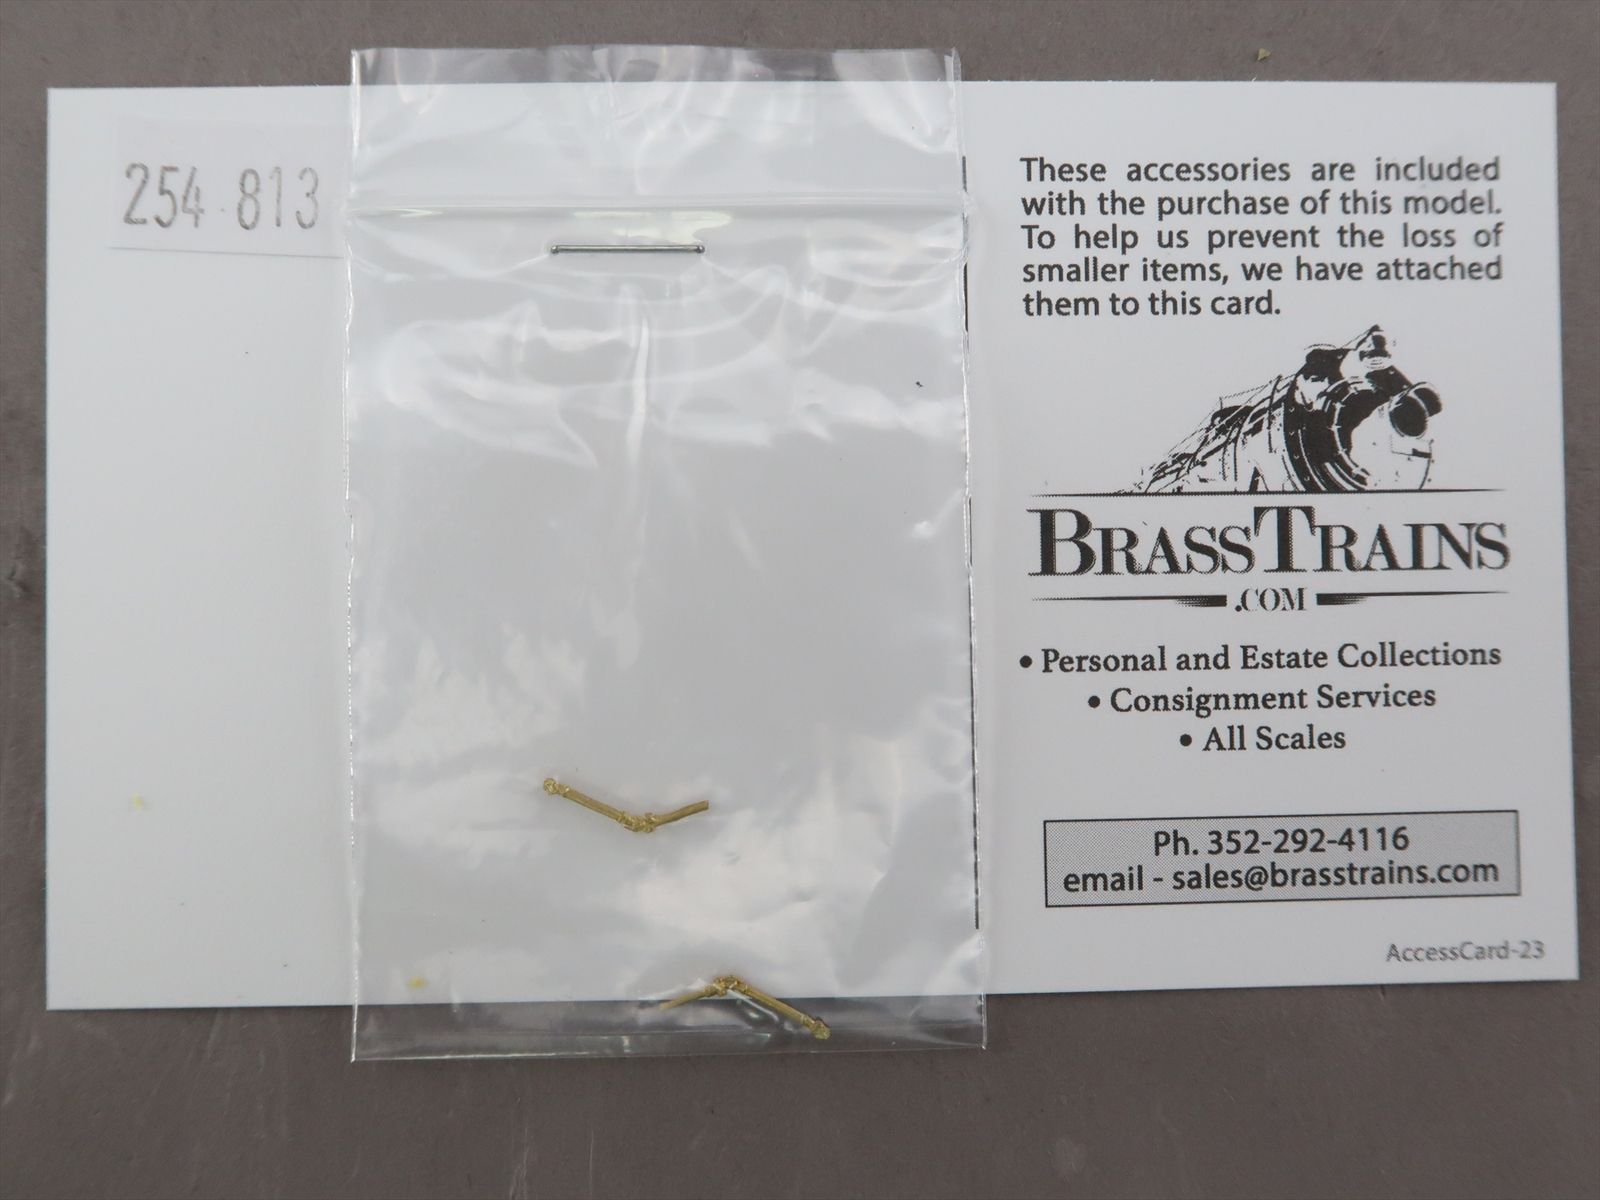 254 813
These accessories are included
with the purchase of this model.
To help us prevent the loss of
smaller items, we have attached
them to this card.
BRASSTRAINS
.COM
• Personal and Estate Collections
• Consignment Services
• All Scales
Ph. 352-292-4116
email - sales@brasstrains.com
AccessCard-23